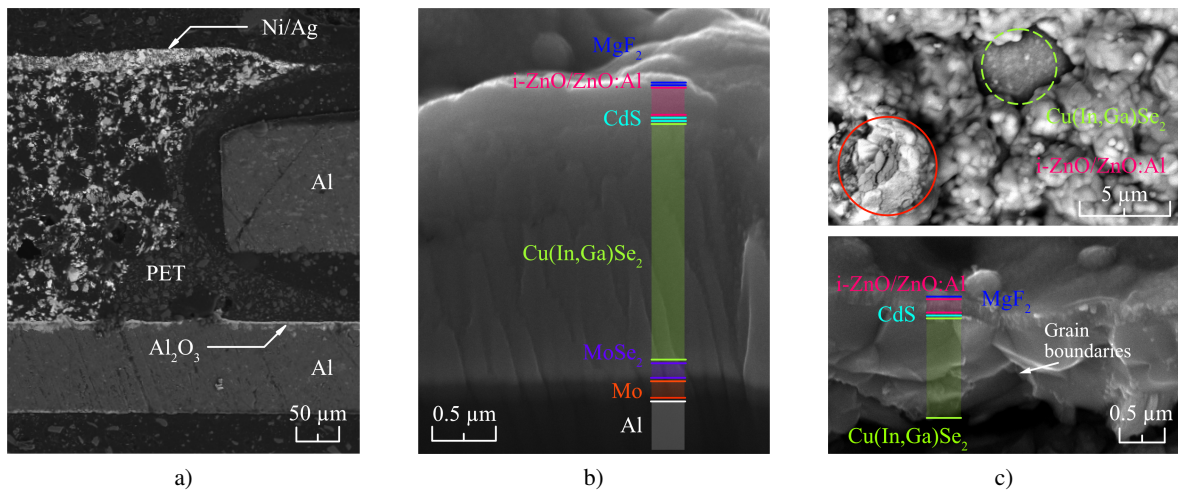 Ni/Ag
Al
PET
Al₂O₃
Al
50 µm
a)
MgF₂
i-ZnO/ZnO:Al
CdS
Cu(In,Ga)Se₂
MoSe₂
Mo
Al
0.5 µm
b)
Cu(In,Ga)Se₂
i-ZnO/ZnO:Al
5 µm
i-ZnO/ZnO:Al
MgF₂
CdS
Grain
boundaries
Cu(In,Ga)Se₂
0.5 µm
c)